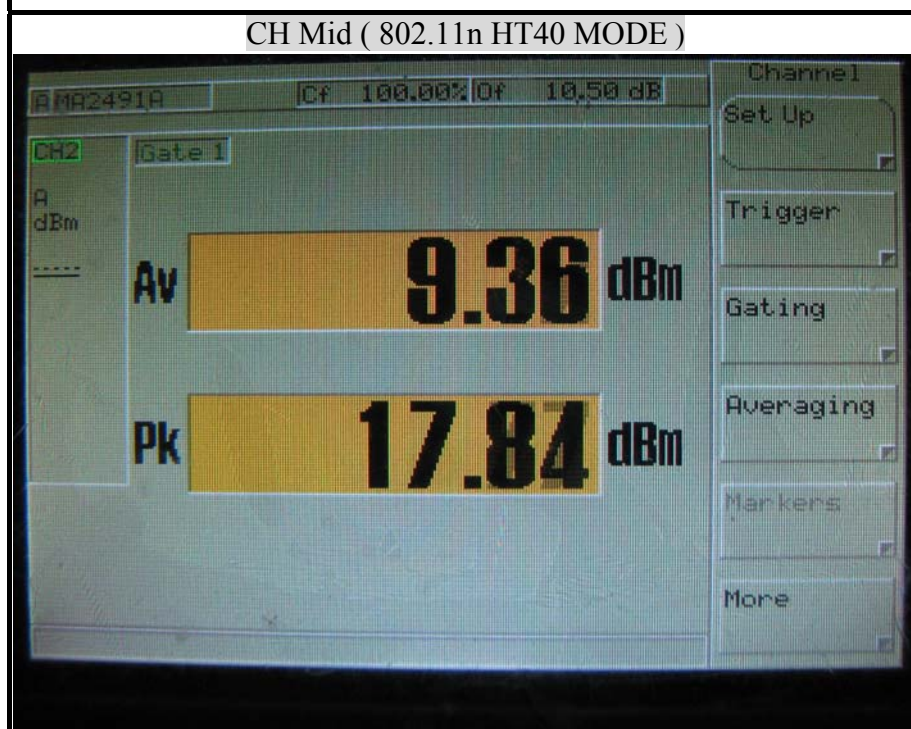 CH Mid ( 802.11n HT40 MODE )
Channel
A MA2491A Cf 100.00% Of 10.50 dB
Set Up
CH2 Gate 1
A
dBm
-----
Trigger
Av 9.36 dBm
Gating
Averaging
Pk 17.84 dBm
Markers
More